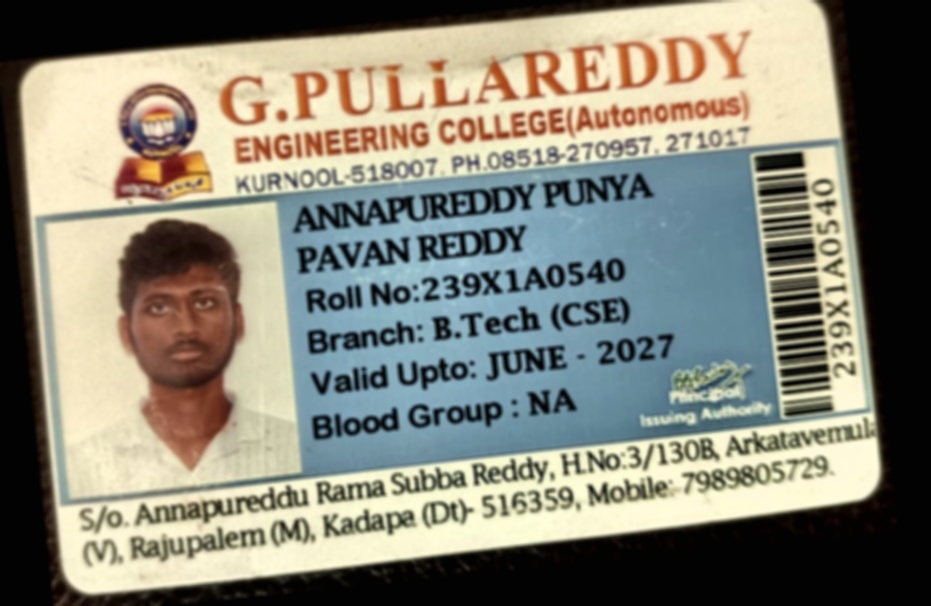 G.PULLAREDDY
ENGINEERING COLLEGE(Autonomous)
KURNOOL-518007. PH.08518-270957, 271017
ANNAPUREDDY PUNYA
PAVAN REDDY
Roll No:239X1A0540
Branch: B.Tech (CSE)
Valid Upto: JUNE - 2027
Blood Group : NA
Principal
Issuing Authority
239X1A0540
S/o. Annapureddu Rama Subba Reddy, H.No:3/130B, Arkatavemula
(V), Rajupalem (M), Kadapa (Dt)- 516359, Mobile: 7989805729.